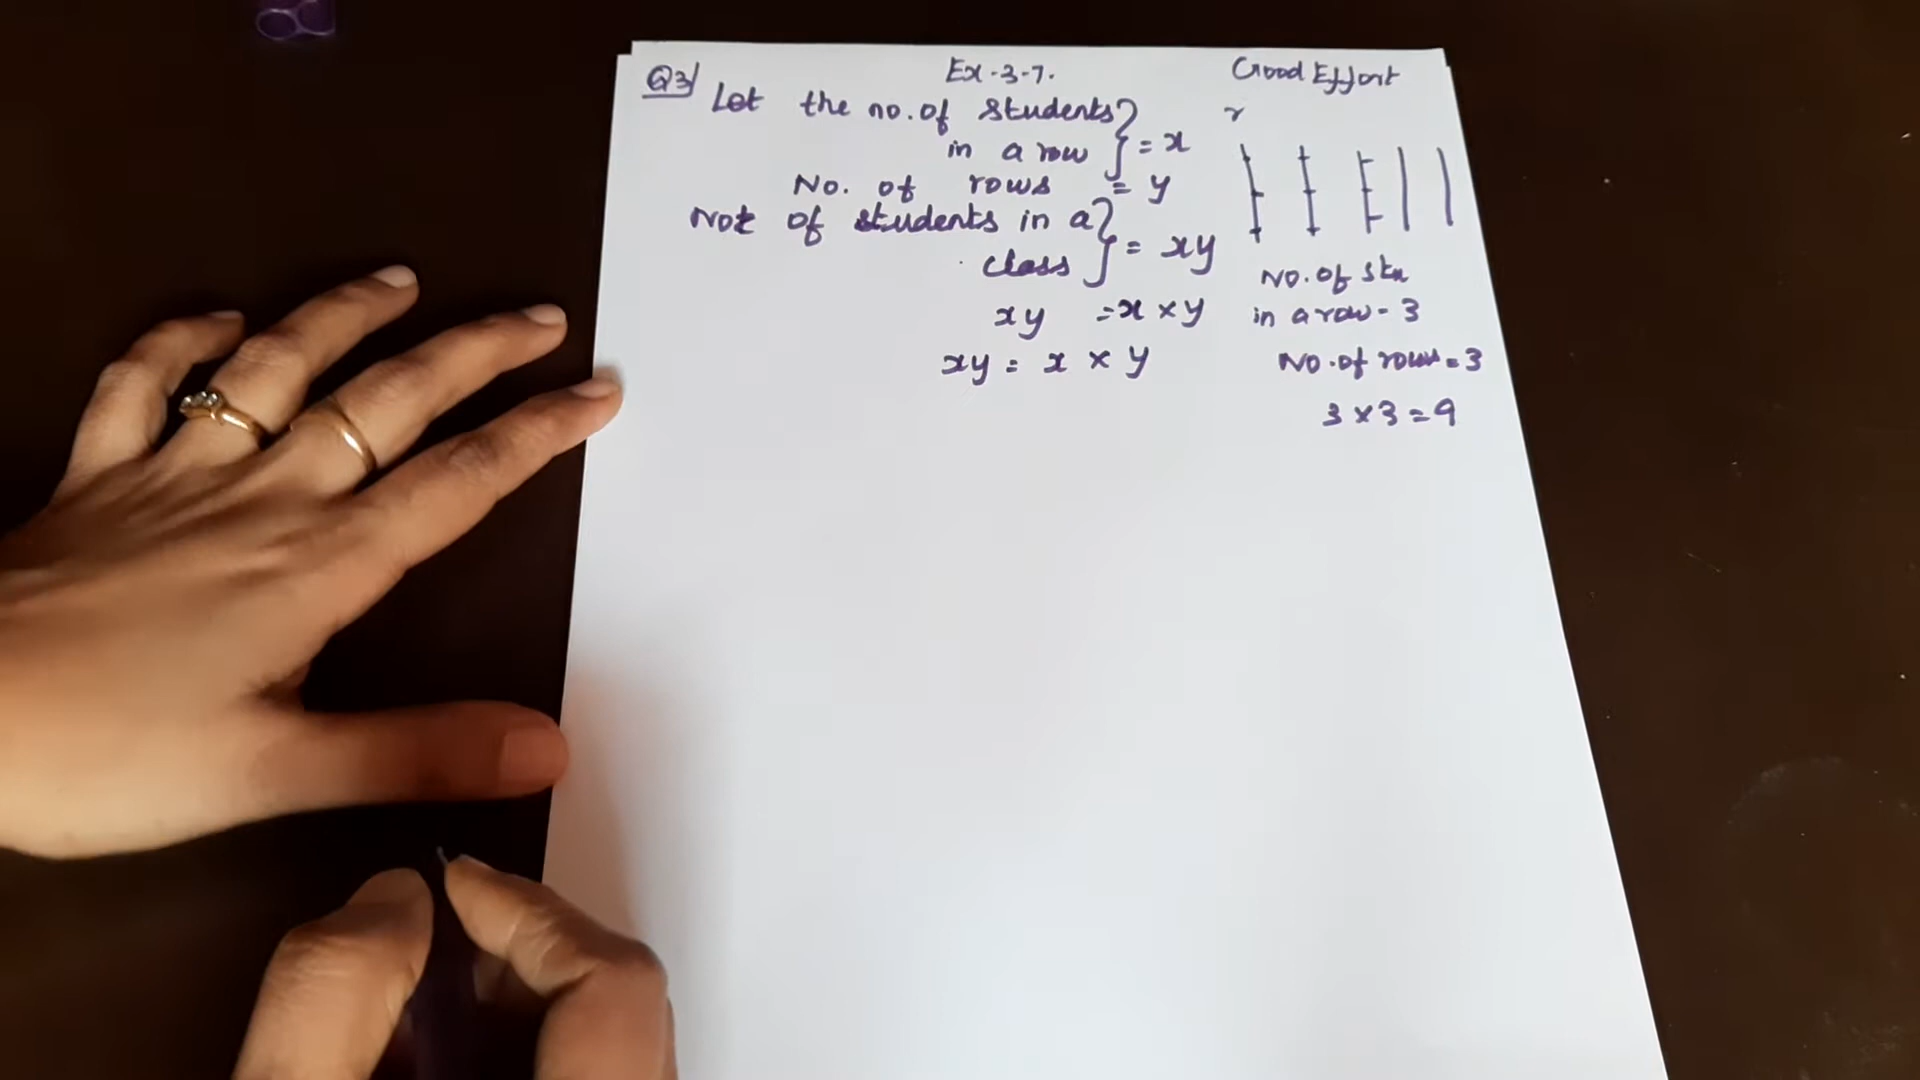 Ex-3-7.
Good Effort
Q3/ Let the no. of students
in a row } = x
No. of rows = y
Not of students in a
class } = xy
xy = x × y
xy = x × y
r
No. of stu
in a row - 3
No. of rows = 3
3 × 3 = 9